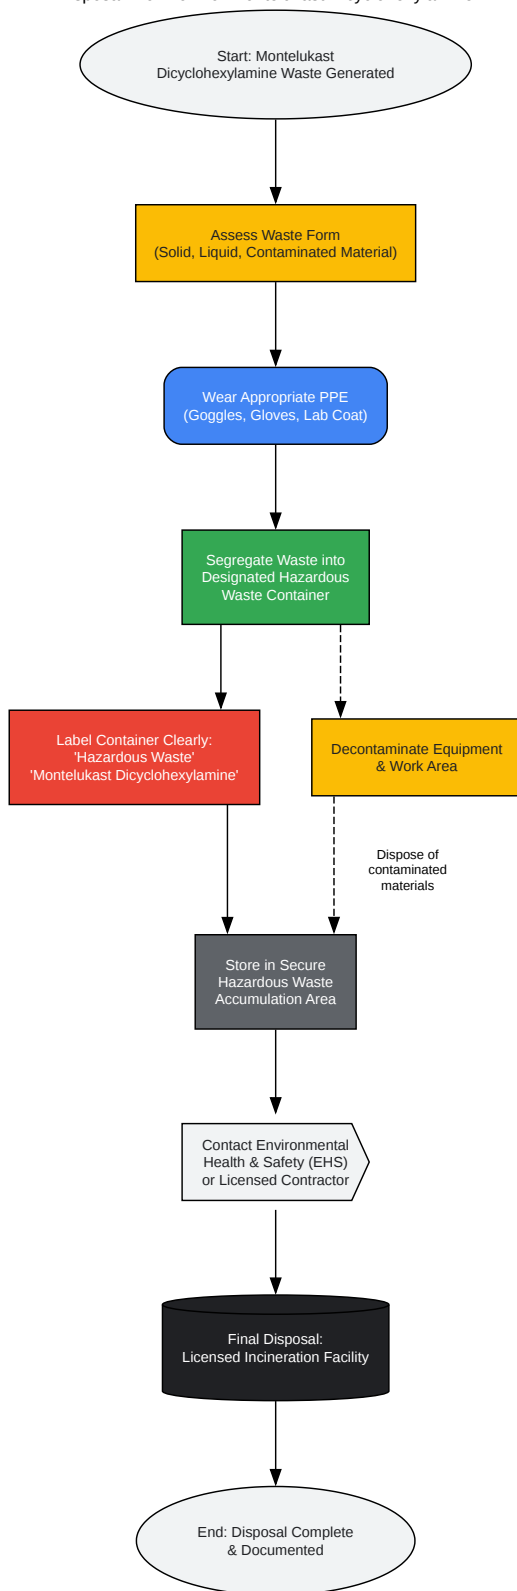 Start: Montelukast
Dicyclohexylamine Waste Generated
Assess Waste Form
(Solid, Liquid, Contaminated Material)
Wear Appropriate PPE
(Goggles, Gloves, Lab Coat)
Segregate Waste into
Designated Hazardous
Waste Container
Label Container Clearly:
'Hazardous Waste'
'Montelukast Dicyclohexylamine'
Decontaminate Equipment
& Work Area
Dispose of
contaminated
materials
Store in Secure
Hazardous Waste
Accumulation Area
Contact Environmental
Health & Safety (EHS)
or Licensed Contractor
Final Disposal:
Licensed Incineration Facility
End: Disposal Complete
& Documented